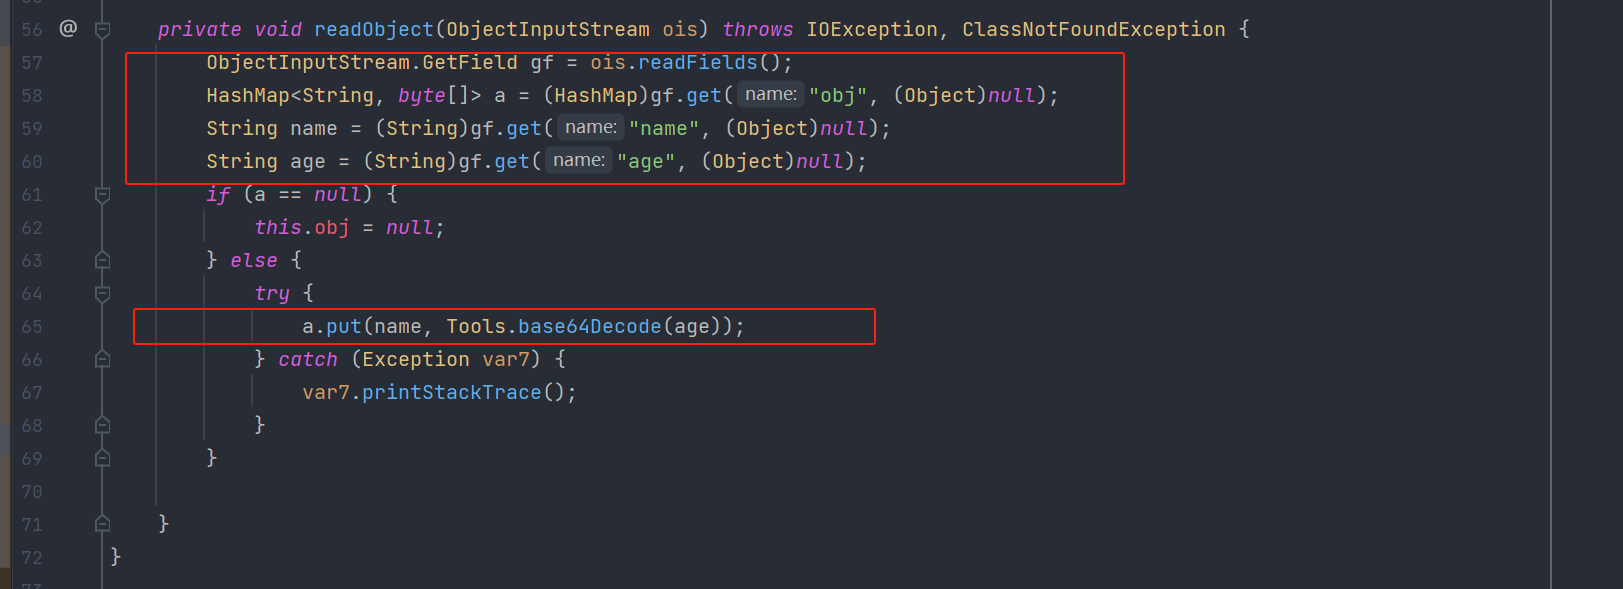 56 @ private void readObject(ObjectInputStream ois) throws IOException, ClassNotFoundException {
57 ObjectInputStream.GetField gf = ois.readFields();
58 HashMap<String, byte[]> a = (HashMap)gf.get( name: "obj", (Object)null);
59 String name = (String)gf.get( name: "name", (Object)null);
60 String age = (String)gf.get( name: "age", (Object)null);
61 if (a == null) {
62 this.obj = null;
63 } else {
64 try {
65 a.put(name, Tools.base64Decode(age));
66 } catch (Exception var7) {
67 var7.printStackTrace();
68 }
69 }
70
71 }
72 }